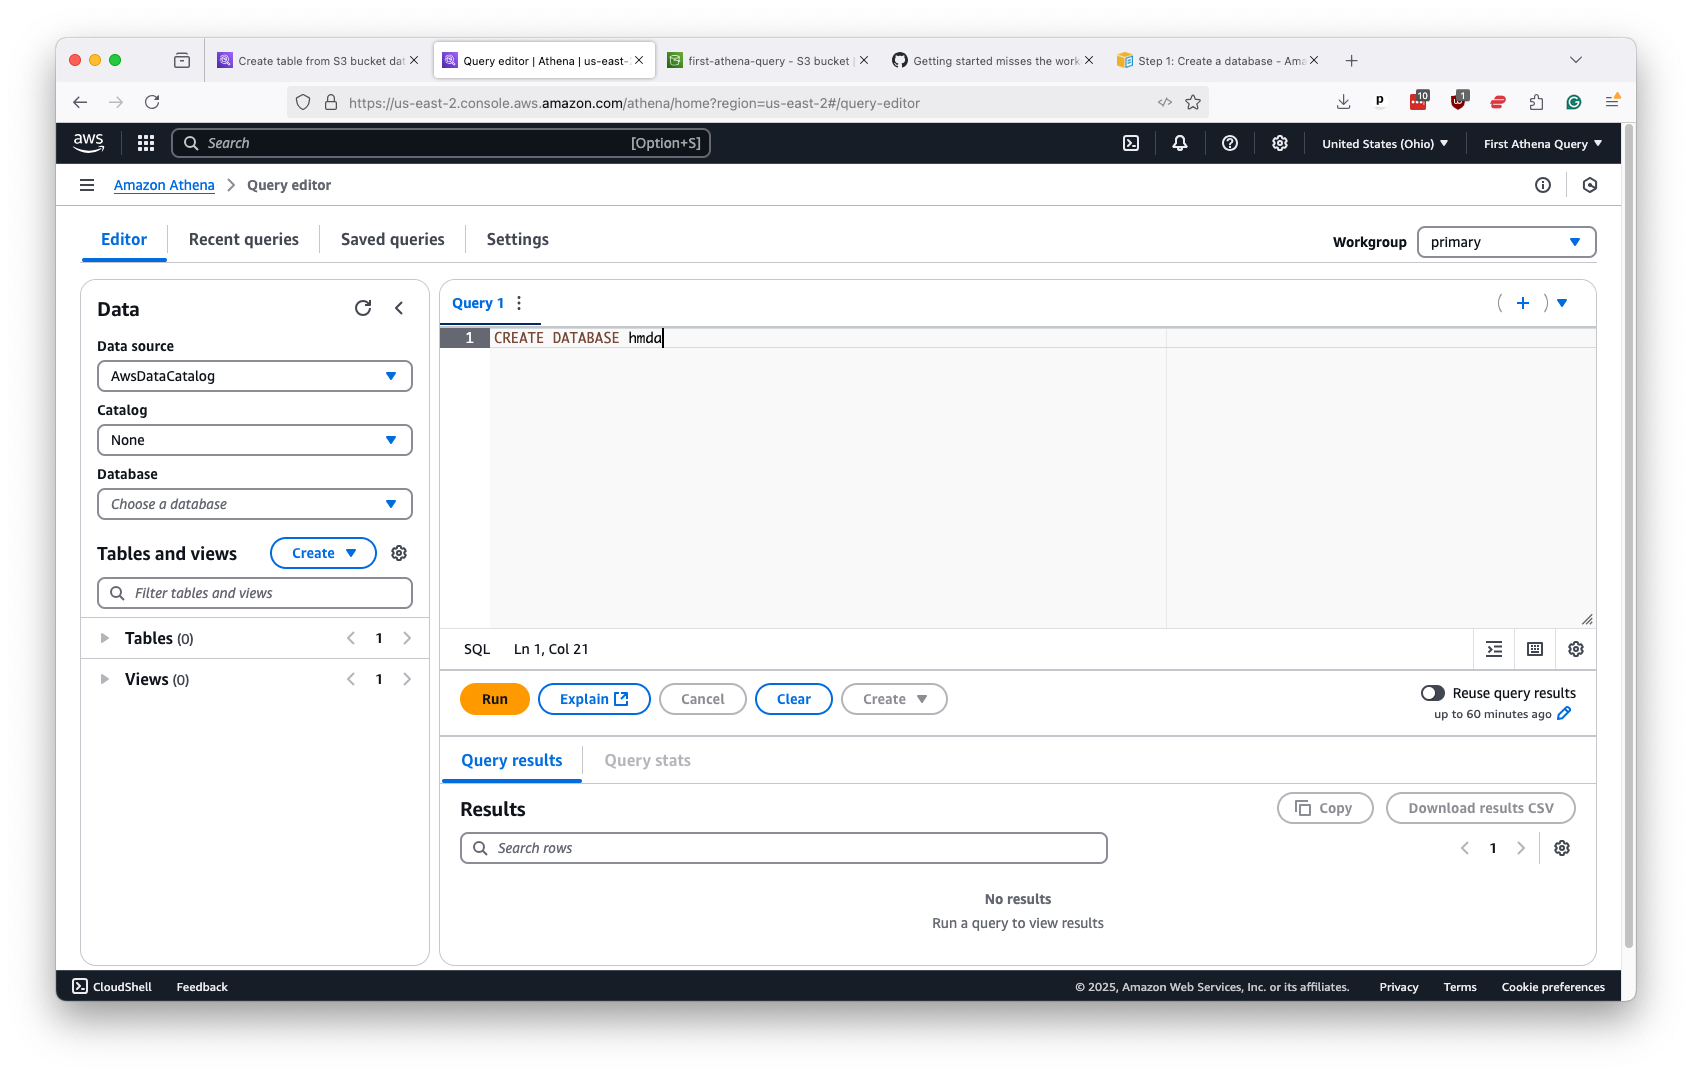 Create table from S3 bucket dat
Query editor | Athena | us-east-
first-athena-query - S3 bucket |
Getting started misses the work
Step 1: Create a database - Ama
https://us-east-2.console.aws.amazon.com/athena/home?region=us-east-2#/query-editor
P
10
1
aws
Search
[Option+S]
United States (Ohio)
First Athena Query
Amazon Athena
Query editor
Editor
Recent queries
Saved queries
Settings
Workgroup
primary
Data
Data source
AwsDataCatalog
Catalog
None
Database
Choose a database
Tables and views
Create
Filter tables and views
Tables (0)
1
Views (0)
1
Query 1
1 CREATE DATABASE hmda
SQL
Ln 1, Col 21
Run
Explain
Cancel
Clear
Create
Reuse query results
up to 60 minutes ago
Query results
Query stats
Results
Copy
Download results CSV
Search rows
1
No results
Run a query to view results
CloudShell
Feedback
© 2025, Amazon Web Services, Inc. or its affiliates.
Privacy
Terms
Cookie preferences